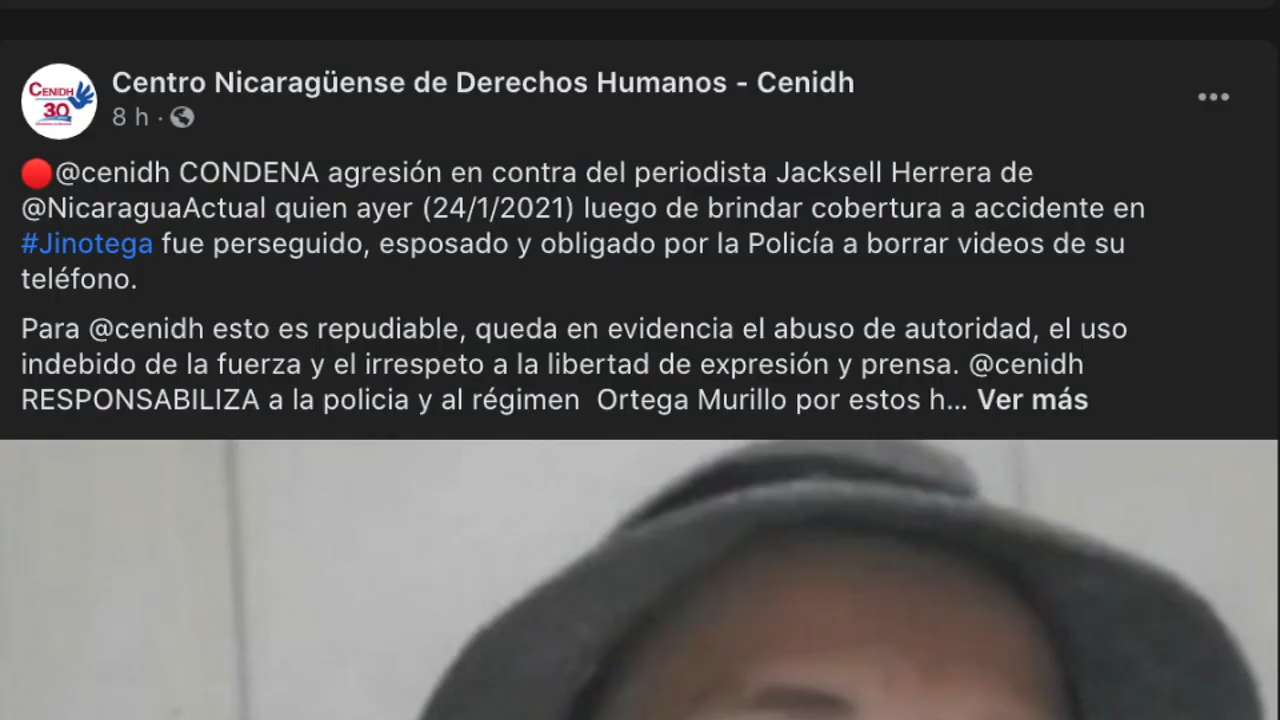 CENIDH
30
Centro Nicaragüense de Derechos Humanos - Cenidh
8 h ·
@cenidh CONDENA agresión en contra del periodista Jacksell Herrera de
@NicaraguaActual quien ayer (24/1/2021) luego de brindar cobertura a accidente en
#Jinotega fue perseguido, esposado y obligado por la Policía a borrar videos de su
teléfono.
Para @cenidh esto es repudiable, queda en evidencia el abuso de autoridad, el uso
indebido de la fuerza y el irrespeto a la libertad de expresión y prensa. @cenidh
RESPONSABILIZA a la policia y al régimen  Ortega Murillo por estos h... Ver más